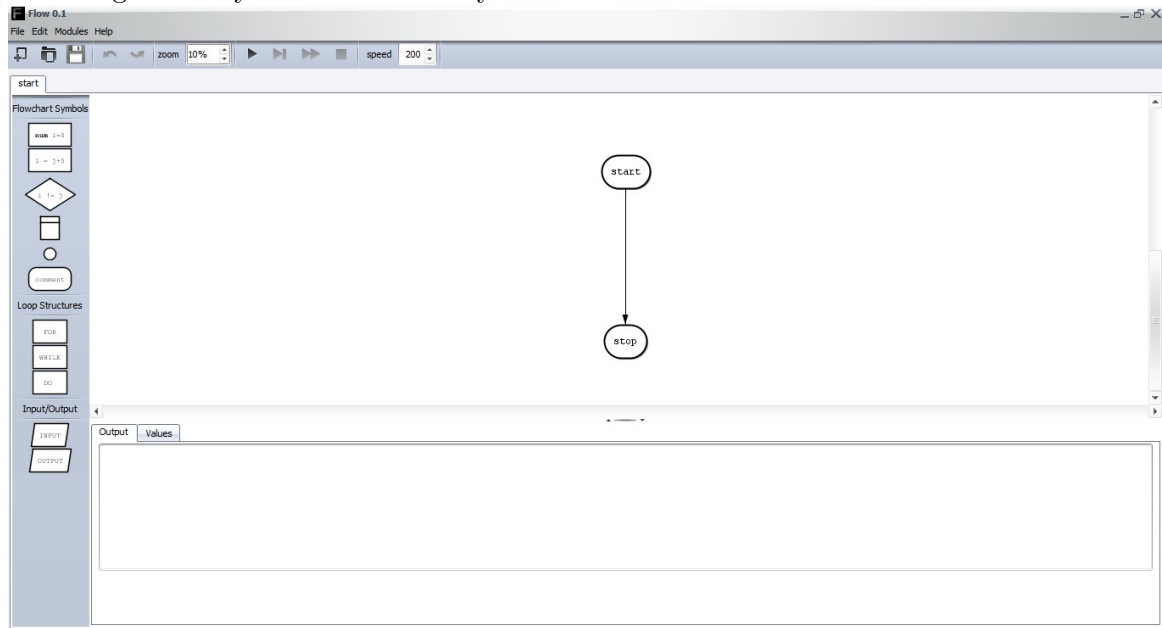 Flow 0.1
File Edit Modules Help
zoom 10% speed 200
start
Flowchart Symbols
num i=0
i = j+5
i != j
comment
Loop Structures
FOR
WHILE
DO
Input/Output
INPUT
OUTPUT
start
stop
Output Values